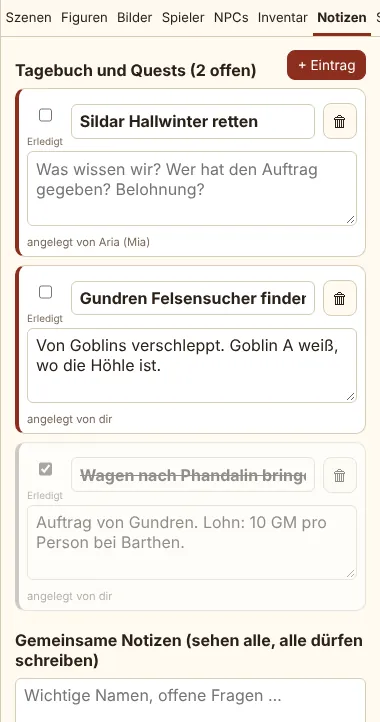 Szenen Figuren Bilder Spieler NPCs Inventar Notizen
Tagebuch und Quests (2 offen)
+ Eintrag
Sildar Hallwinter retten
Erledigt
Was wissen wir? Wer hat den Auftrag
gegeben? Belohnung?
angelegt von Aria (Mia)
Gundren Felsensucher finden
Erledigt
Von Goblins verschleppt. Goblin A weiß,
wo die Höhle ist.
angelegt von dir
Wagen nach Phandalin bringe
Erledigt
Auftrag von Gundren. Lohn: 10 GM pro
Person bei Barthen.
angelegt von dir
Gemeinsame Notizen (sehen alle, alle dürfen
schreiben)
Wichtige Namen, offene Fragen ...